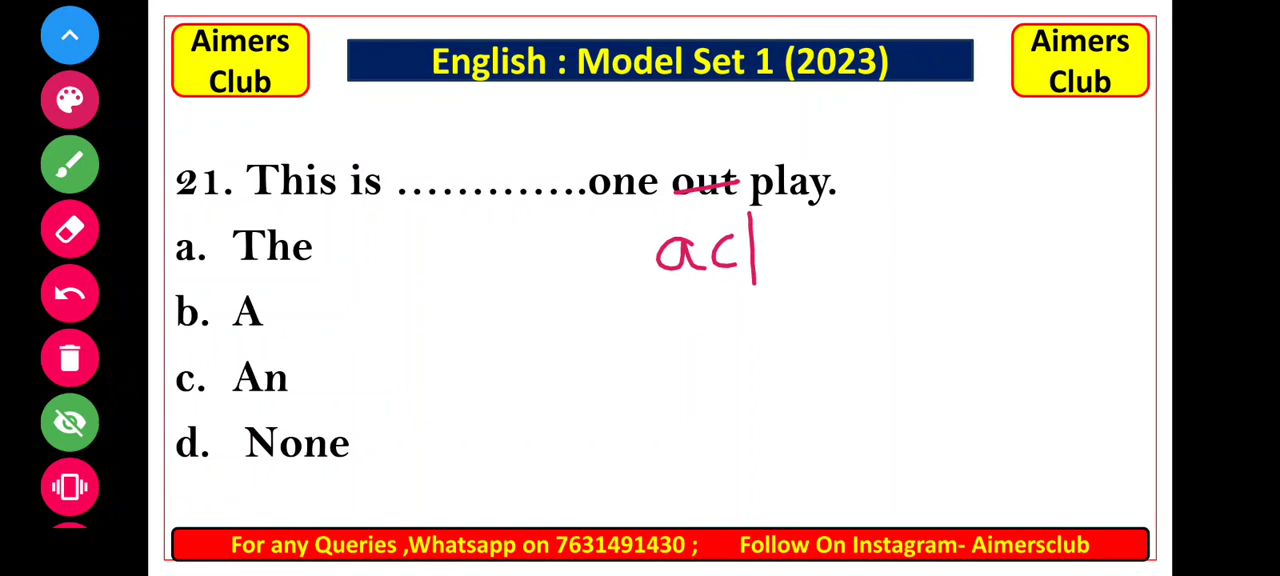 Aimers
Club
English : Model Set 1 (2023)
Aimers
Club
21. This is .............one out play.
ac
a. The
b. A
c. An
d. None
For any Queries ,Whatsapp on 7631491430 ; Follow On Instagram- Aimersclub